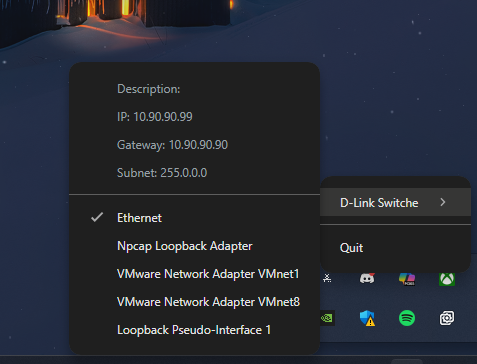 Description:
IP: 10.90.90.99
Gateway: 10.90.90.90
Subnet: 255.0.0.0
Ethernet
Npcap Loopback Adapter
VMware Network Adapter VMnet1
VMware Network Adapter VMnet8
Loopback Pseudo-Interface 1
D-Link Switche
Quit